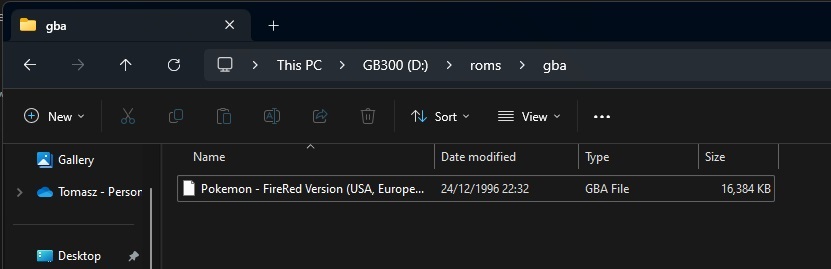 gba
This PC > GB300 (D:) > roms > gba
New Sort View
Name Date modified Type Size
Gallery
Pokemon - FireRed Version (USA, Europe... 24/12/1996 22:32 GBA File 16,384 KB
Tomasz - Person
Desktop